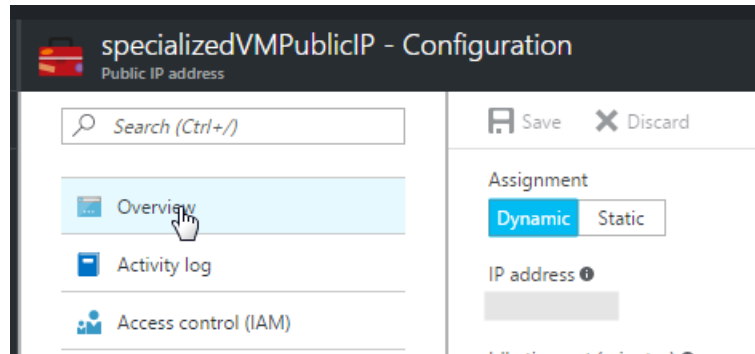 specializedVMPublicIP - Configuration
Public IP address
Search (Ctrl+/)
Save
Discard
Overview
Activity log
Access control (IAM)
Assignment
Dynamic
Static
IP address